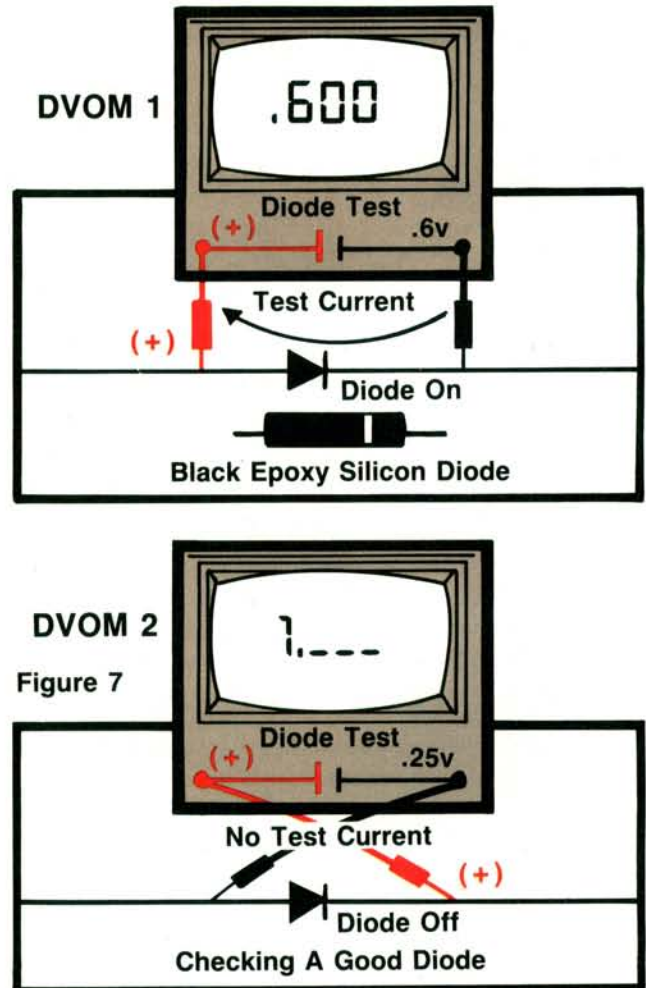 DVOM 1
.600
Diode Test
(+) .6v
Test Current
(+)
Diode On
Black Epoxy Silicon Diode
DVOM 2
1.---
Figure 7
Diode Test
(+) .25v
No Test Current
(+)
Diode Off
Checking A Good Diode